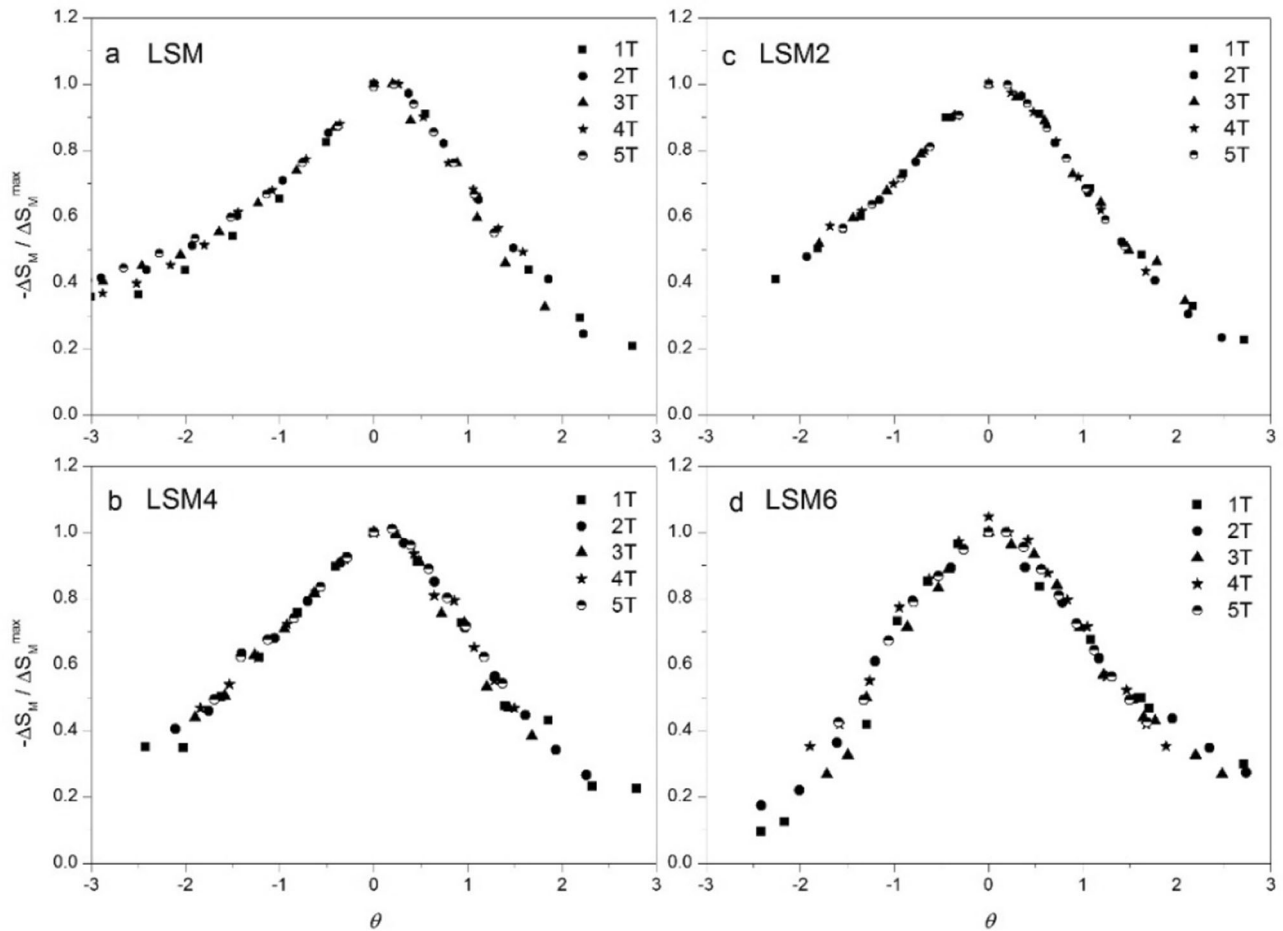 a LSM
1T
2T
3T
4T
5T
1.2
1.0
0.8
0.6
0.4
0.2
0.0
-3 -2 -1 0 1 2 3
-ΔS_M / ΔS_M^max
c LSM2
1T
2T
3T
4T
5T
1.2
1.0
0.8
0.6
0.4
0.2
0.0
-3 -2 -1 0 1 2 3
b LSM4
1T
2T
3T
4T
5T
1.2
1.0
0.8
0.6
0.4
0.2
0.0
-3 -2 -1 0 1 2 3
-ΔS_M / ΔS_M^max
θ
d LSM6
1T
2T
3T
4T
5T
1.2
1.0
0.8
0.6
0.4
0.2
0.0
-3 -2 -1 0 1 2 3
θ